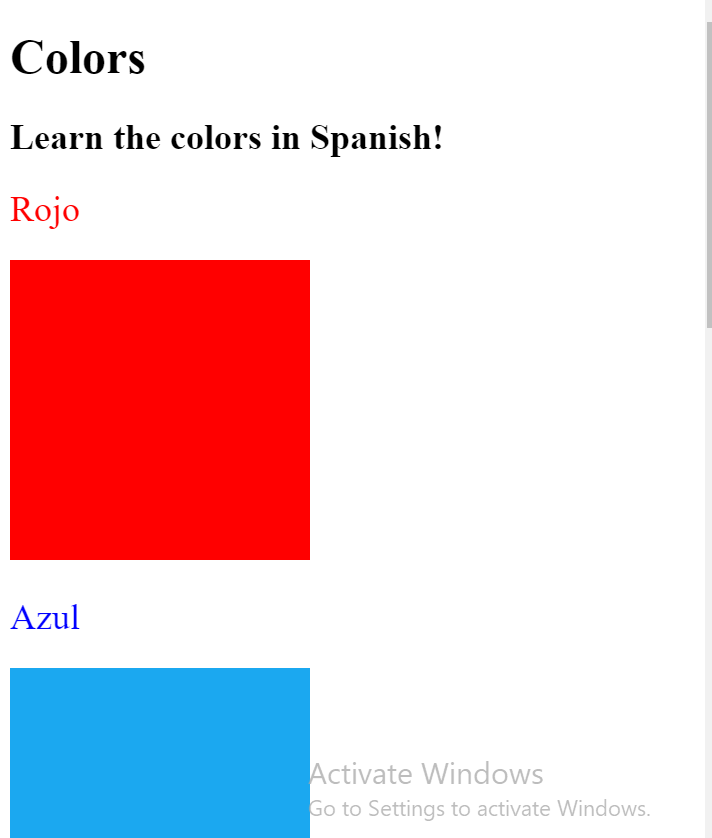 Colors
Learn the colors in Spanish!
Rojo
Azul
Activate Windows
Go to Settings to activate Windows.